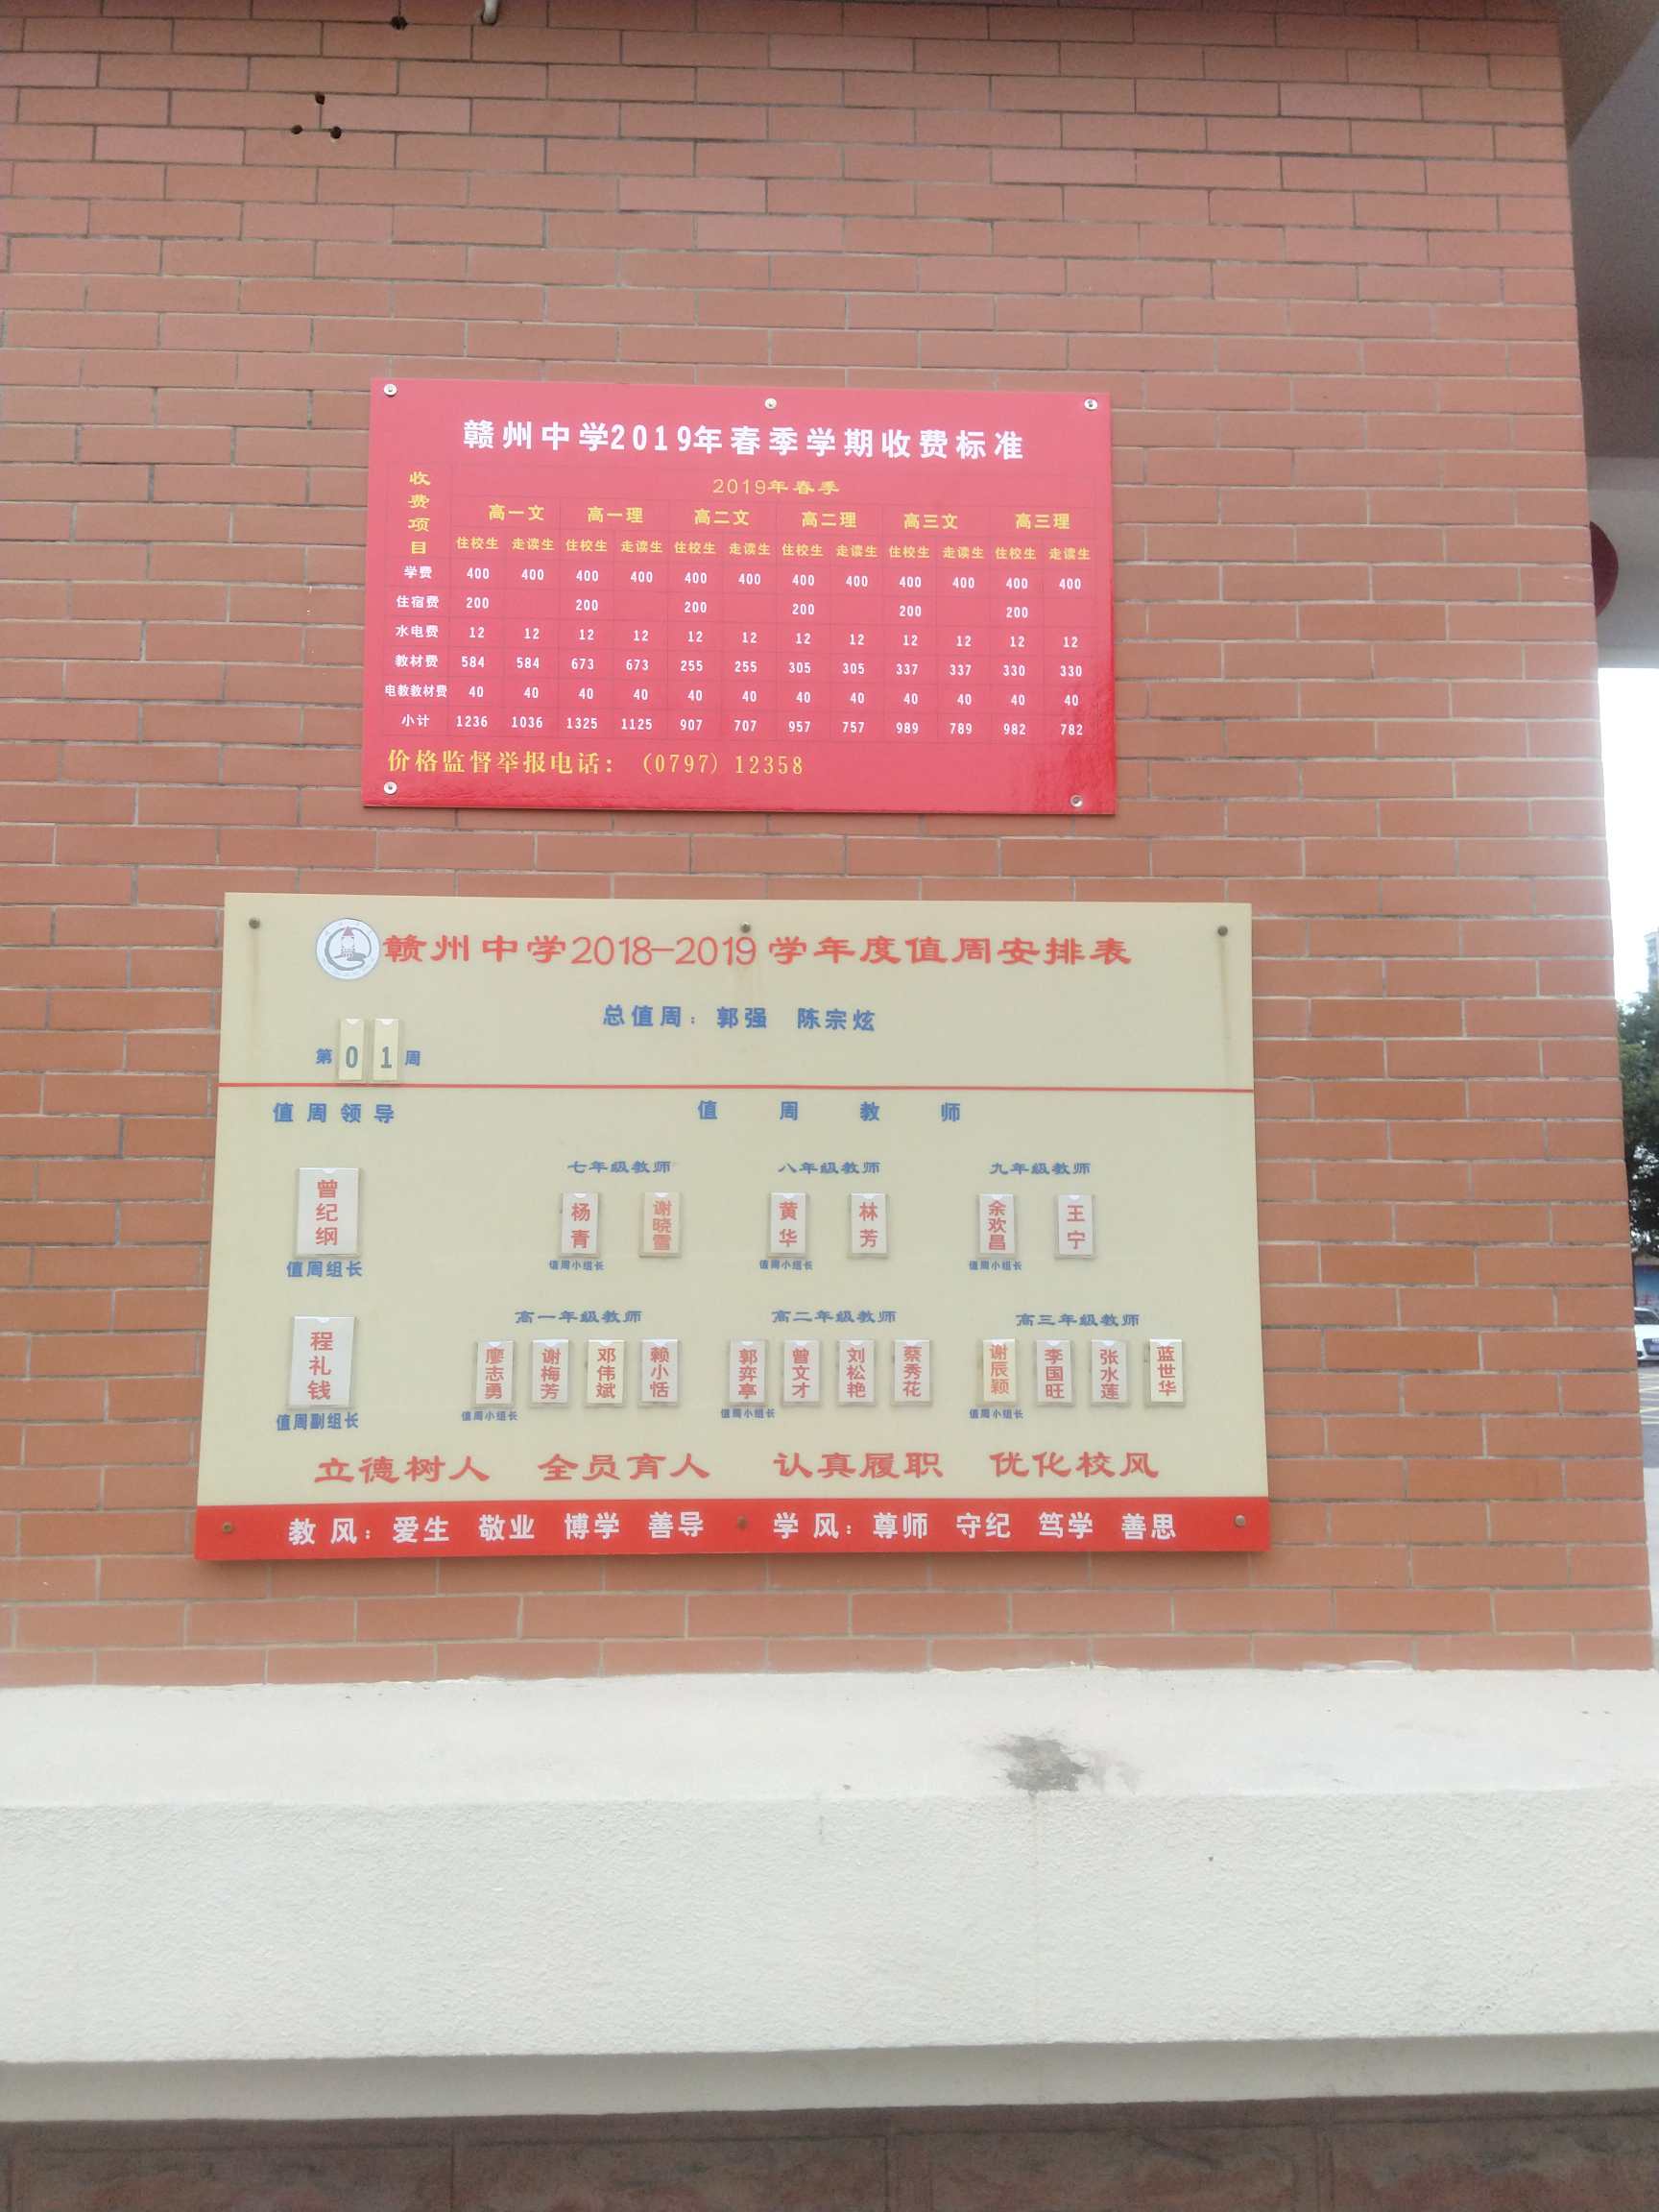 赣州中学2019年春季学期收费标准
收费项目 2019年春季
高一文 高一理 高二文 高二理 高三文 高三理
住校生 走读生 住校生 走读生 住校生 走读生 住校生 走读生 住校生 走读生 住校生 走读生
学费 400 400 400 400 400 400 400 400 400 400 400 400
住宿费 200 200 200 200 200 200
水电费 12 12 12 12 12 12 12 12 12 12 12 12
教材费 584 584 673 673 255 255 305 305 337 337 330 330
电教教材费 40 40 40 40 40 40 40 40 40 40 40 40
小计 1236 1036 1325 1125 907 707 957 757 989 789 982 782
价格监督举报电话：(0797) 12358
赣州中学2018-2019学年度值周安排表
总值周：郭强 陈宗炫
第01周
值周领导 值周教师
七年级教师 八年级教师 九年级教师
曾纪纲 杨青 谢晓雪 黄华 林芳 余欢昌 王宁
值周组长 值周小组长 值周小组长 值周小组长
高一年级教师 高二年级教师 高三年级教师
程礼钱 廖志勇 谢梅芳 邓伟斌 赖小恬 郭弈亭 曾文才 刘松艳 蔡秀花 谢辰颖 李国旺 张水莲 蓝世华
值周副组长 值周小组长 值周小组长 值周小组长
立德树人 全员育人 认真履职 优化校风
教风：爱生 敬业 博学 善导 学风：尊师 守纪 笃学 善思